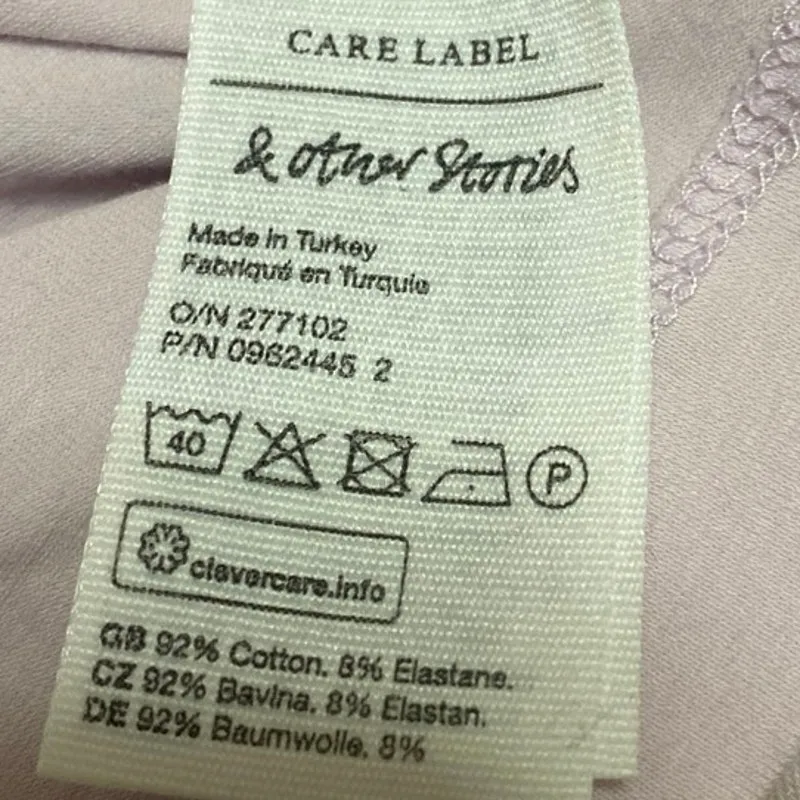 CARE LABEL
& other Stories
Made in Turkey
Fabriqué en Turquie
O/N 277102
P/N 0962445 2
40 P
clevercare.info
GB 92% Cotton. 8% Elastane.
CZ 92% Bavlna. 8% Elastan.
DE 92% Baumwolle. 8%